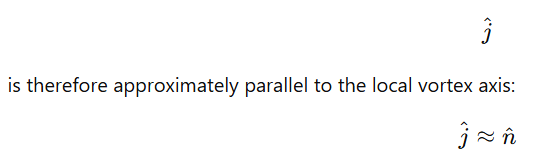 ĵ
is therefore approximately parallel to the local vortex axis:
ĵ ≈ n̂